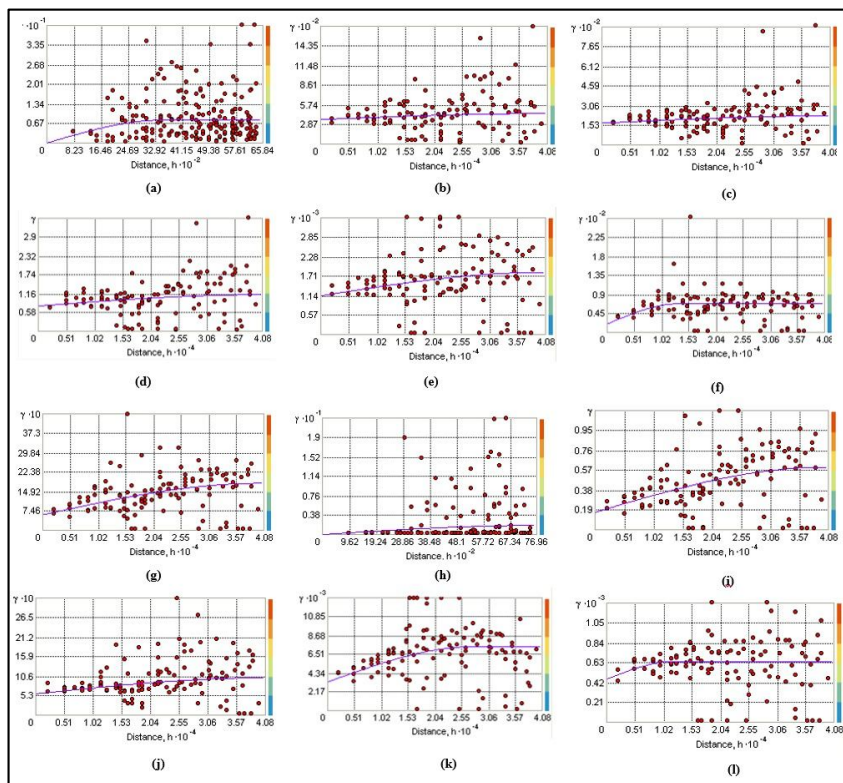 γ ·10⁻¹
3.35
2.68
2.01
1.34
0.67
0 8.23 16.46 24.69 32.92 41.15 49.38 57.61 65.84
Distance, h ·10⁻²
(a)
γ ·10⁻²
14.35
11.48
8.61
5.74
2.87
0 0.51 1.02 1.53 2.04 2.55 3.06 3.57 4.08
Distance, h ·10⁻⁴
(b)
γ ·10⁻²
7.65
6.12
4.59
3.06
1.53
0 0.51 1.02 1.53 2.04 2.55 3.06 3.57 4.08
Distance, h ·10⁻⁴
(c)
γ
2.9
2.32
1.74
1.16
0.58
0 0.51 1.02 1.53 2.04 2.55 3.06 3.57 4.08
Distance, h ·10⁻⁴
(d)
γ ·10⁻³
2.85
2.28
1.71
1.14
0.57
0 0.51 1.02 1.53 2.04 2.55 3.06 3.57 4.08
Distance, h ·10⁻⁴
(e)
γ ·10⁻²
2.25
1.8
1.35
0.9
0.45
0 0.51 1.02 1.53 2.04 2.55 3.06 3.57 4.08
Distance, h ·10⁻⁴
(f)
γ ·10
37.3
29.84
22.38
14.92
7.46
0 0.51 1.02 1.53 2.04 2.55 3.06 3.57 4.08
Distance, h ·10⁻⁴
(g)
γ ·10⁻¹
1.9
1.52
1.14
0.76
0.38
0 9.62 19.24 28.86 38.48 48.1 57.72 67.34 76.96
Distance, h ·10⁻²
(h)
γ
0.95
0.76
0.57
0.38
0.19
0 0.51 1.02 1.53 2.04 2.55 3.06 3.57 4.08
Distance, h ·10⁻⁴
(i)
γ ·10
26.5
21.2
15.9
10.6
5.3
0 0.51 1.02 1.53 2.04 2.55 3.06 3.57 4.08
Distance, h ·10⁻⁴
(j)
γ ·10⁻³
10.85
8.68
6.51
4.34
2.17
0 0.51 1.02 1.53 2.04 2.55 3.06 3.57 4.08
Distance, h ·10⁻⁴
(k)
γ ·10⁻³
1.05
0.84
0.63
0.42
0.21
0 0.51 1.02 1.53 2.04 2.55 3.06 3.57 4.08
Distance, h ·10⁻⁴
(l)